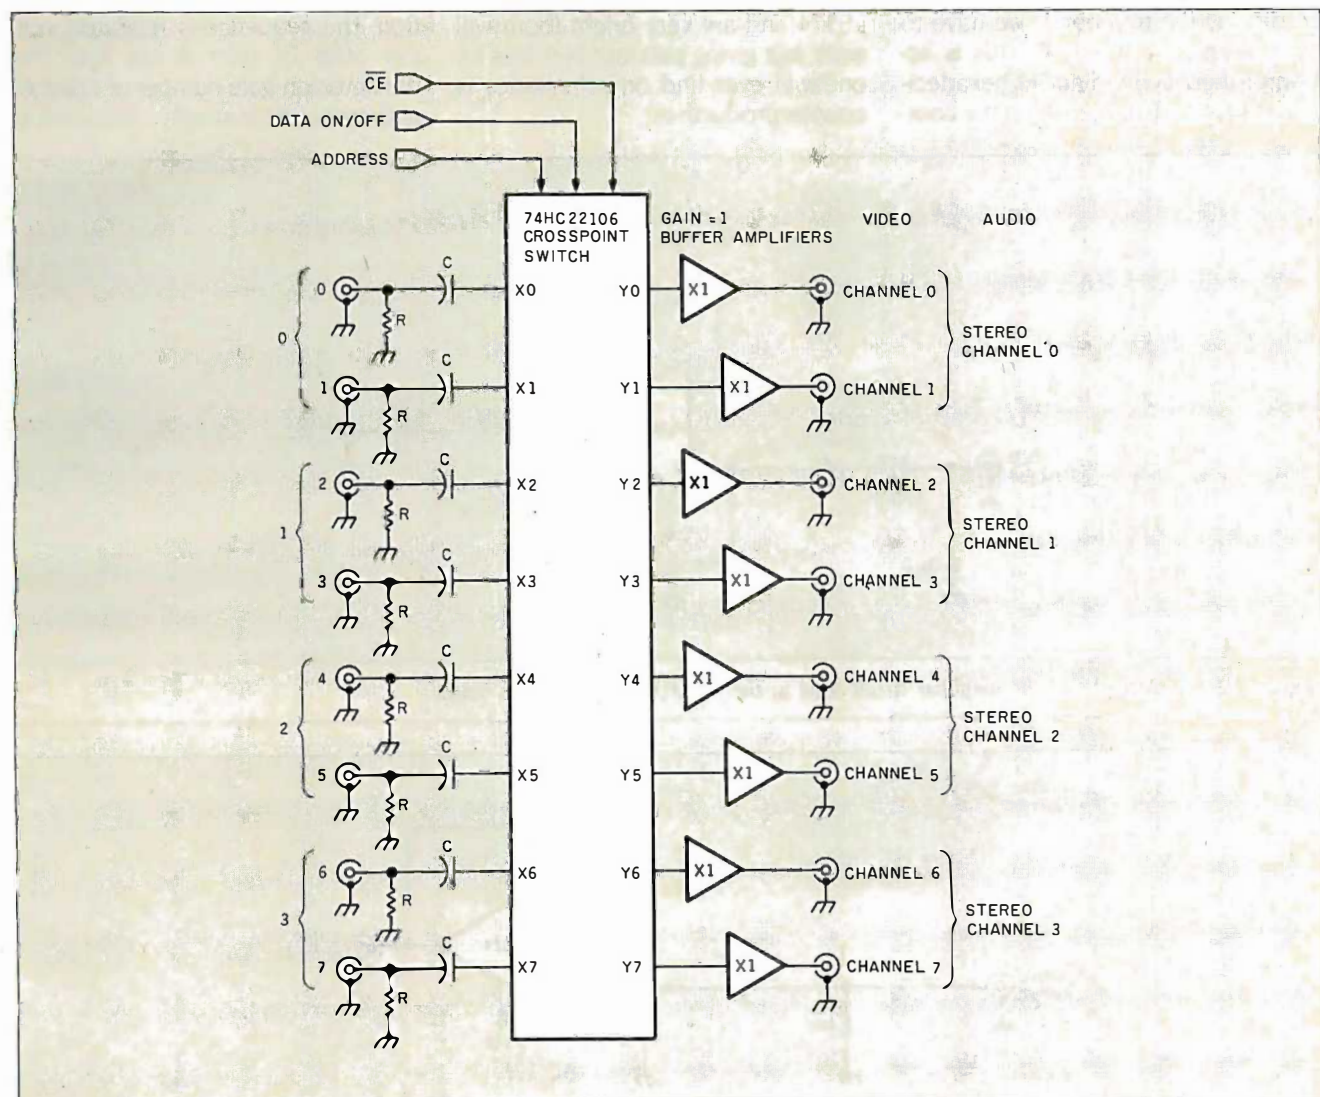 CE
DATA ON/OFF
ADDRESS
74HC22106
CROSSPOINT
SWITCH
GAIN = 1
BUFFER AMPLIFIERS
VIDEO
AUDIO
0
0
C
R
X0
Y0
X1
CHANNEL 0
1
C
R
X1
Y1
X1
CHANNEL 1
STEREO
CHANNEL 0
1
2
C
R
X2
Y2
X1
CHANNEL 2
3
C
R
X3
Y3
X1
CHANNEL 3
STEREO
CHANNEL 1
2
4
C
R
X4
Y4
X1
CHANNEL 4
5
C
R
X5
Y5
X1
CHANNEL 5
STEREO
CHANNEL 2
3
6
C
R
X6
Y6
X1
CHANNEL 6
7
C
R
X7
Y7
X1
CHANNEL 7
STEREO
CHANNEL 3